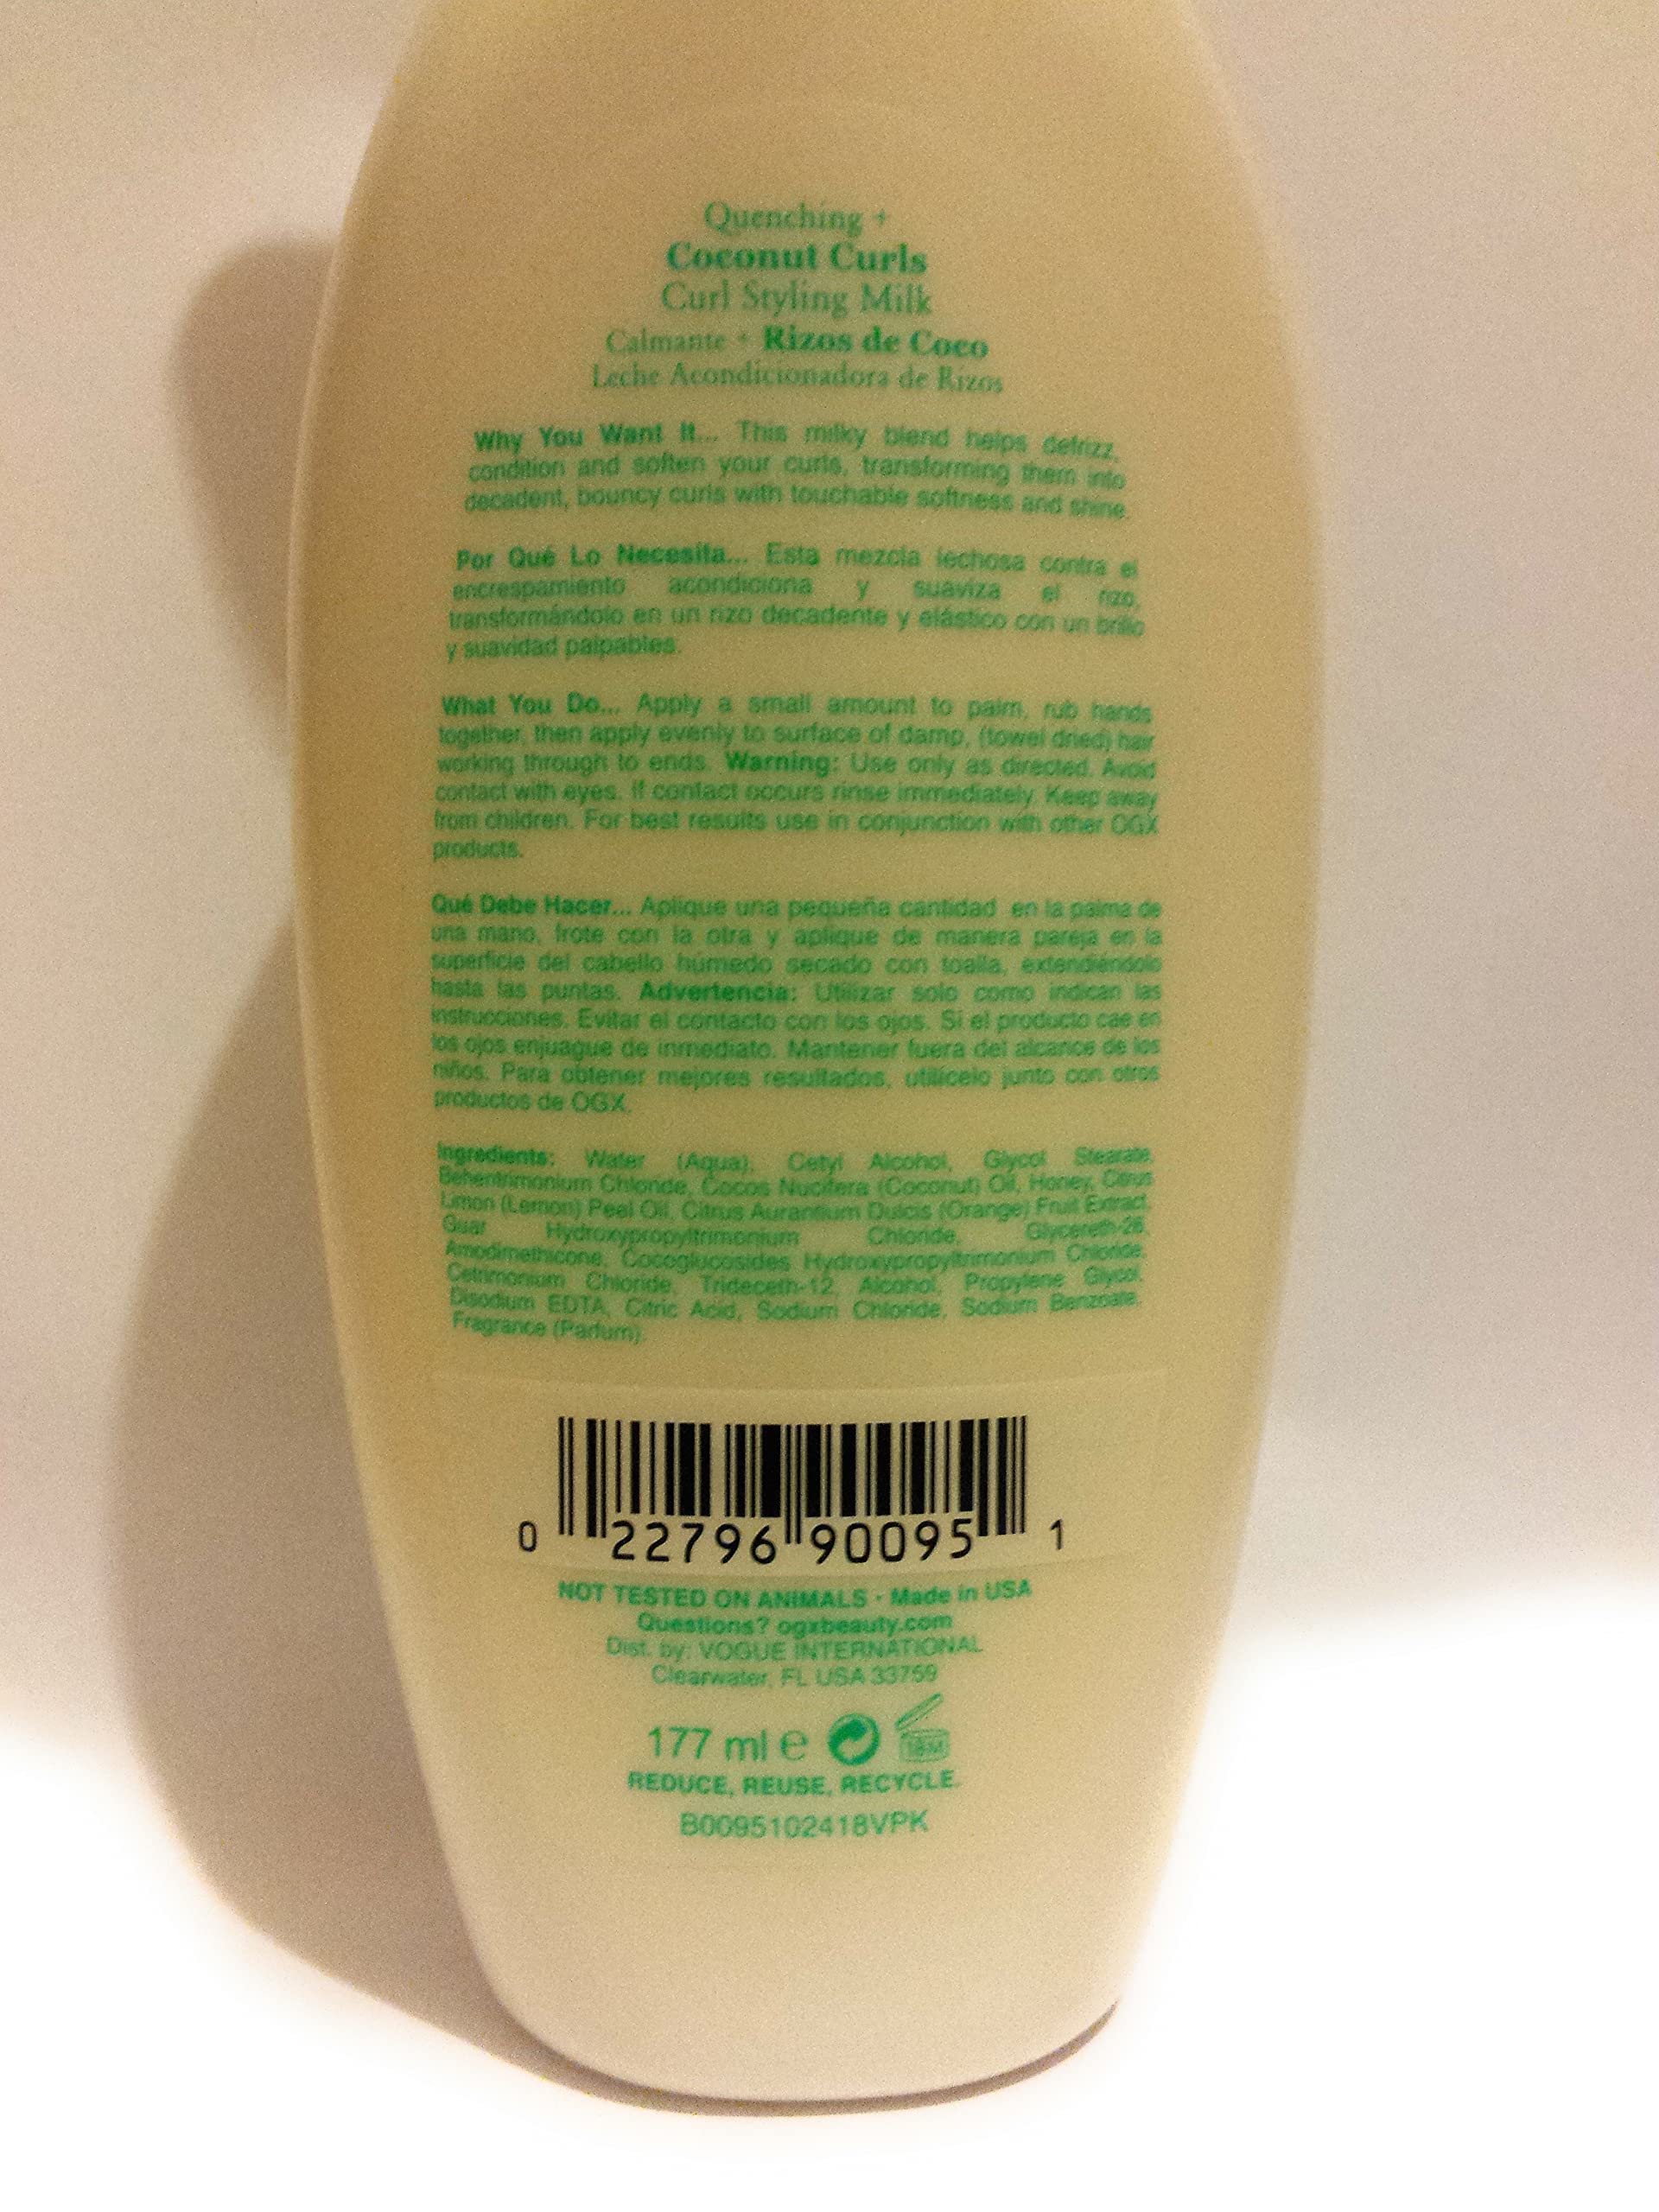 Quenching +
Coconut Curls
Curl Styling Milk
Calmante + Rizos de Coco
Leche Acondicionadora de Rizos
Why You Want It... This milky blend helps defrizz,
condition and soften your curls, transforming them into
decadent, bouncy curls with touchable softness and shine.
Por Qué Lo Necesita... Esta mezcla lechosa contra el
encrespamiento acondiciona y suaviza el rizo,
transformándolo en un rizo decadente y elástico con un brillo
y suavidad palpables.
What You Do... Apply a small amount to palm, rub hands
together, then apply evenly to surface of damp, (towel dried) hair
working through to ends. Warning: Use only as directed. Avoid
contact with eyes. If contact occurs rinse immediately. Keep away
from children. For best results use in conjunction with other OGX
products.
Qué Debe Hacer... Aplique una pequeña cantidad en la palma de
una mano, frote con la otra y aplique de manera pareja en la
superficie del cabello húmedo secado con toalla, extendiéndolo
hasta las puntas. Advertencia: Utilizar solo como indican las
instrucciones. Evitar el contacto con los ojos. Si el producto cae en
los ojos enjuague de inmediato. Mantener fuera del alcance de los
niños. Para obtener mejores resultados, utilícelo junto con otros
productos de OGX.
Ingredients: Water (Aqua), Cetyl Alcohol, Glycol Stearate,
Behentrimonium Chloride, Cocos Nucifera (Coconut) Oil, Honey, Citrus
Limon (Lemon) Peel Oil, Citrus Aurantium Dulcis (Orange) Fruit Extract,
Guar Hydroxypropyltrimonium Chloride, Glycereth-26,
Amodimethicone, Cocoglucosides Hydroxypropyltrimonium Chloride,
Cetrimonium Chloride, Trideceth-12, Alcohol, Propylene Glycol,
Disodium EDTA, Citric Acid, Sodium Chloride, Sodium Benzoate,
Fragrance (Parfum).
0 22796 90095 1
NOT TESTED ON ANIMALS · Made in USA
Questions? ogxbeauty.com
Dist. by: VOGUE INTERNATIONAL
Clearwater, FL USA 33759
177 ml e 18M
REDUCE, REUSE, RECYCLE.
B0095102418VPK